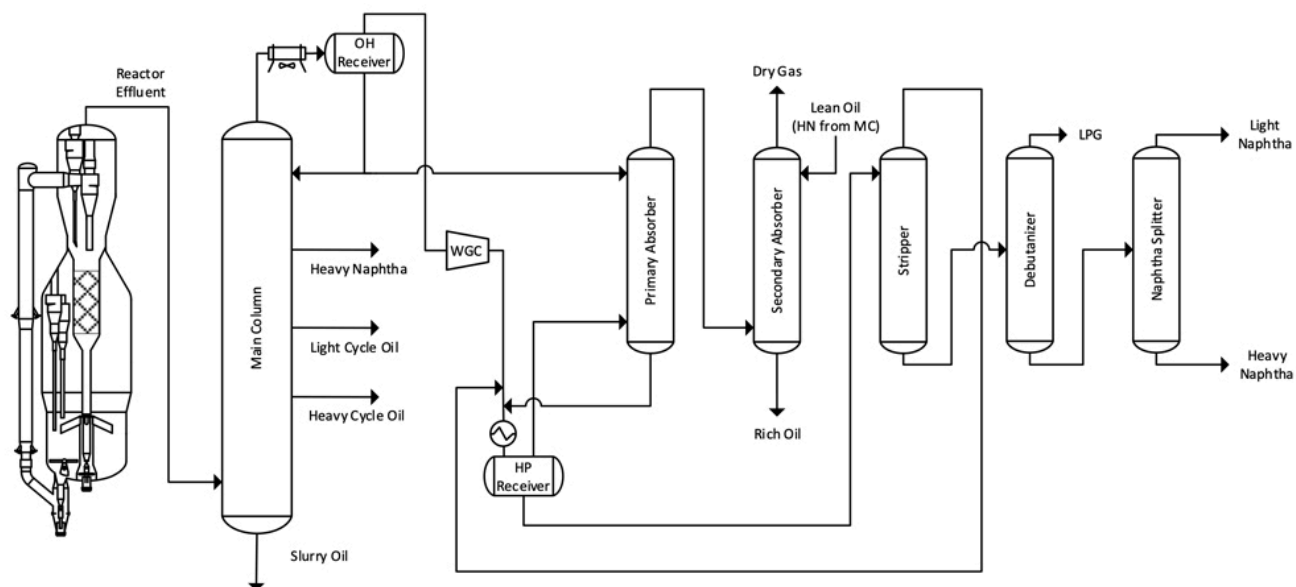 Reactor
Effluent
OH
Receiver
Main Column
Heavy Naphtha
Light Cycle Oil
Heavy Cycle Oil
Slurry Oil
WGC
HP
Receiver
Primary Absorber
Dry Gas
Secondary Absorber
Lean Oil
(HN from MC)
Rich Oil
Stripper
Debutanizer
LPG
Naphtha Splitter
Light
Naphtha
Heavy
Naphtha